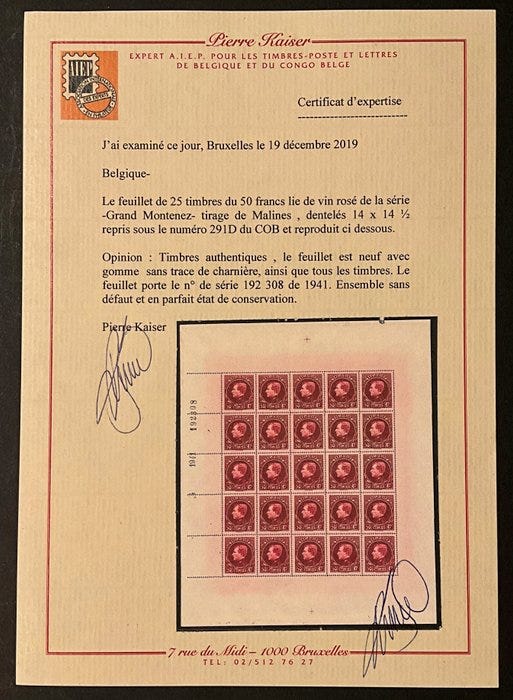 Pierre Kaiser
EXPERT A.I.E.P. POUR LES TIMBRES-POSTE ET LETTRES
DE BELGIQUE ET DU CONGO BELGE
AIEP
Certificat d'expertise
J'ai examiné ce jour, Bruxelles le 19 décembre 2019
Belgique-
Le feuillet de 25 timbres du 50 francs lie de vin rosé de la série
-Grand Montenez- tirage de Malines , dentelés 14 x 14 ½
repris sous le numéro 291D du COB et reproduit ci dessous.
Opinion : Timbres authentiques , le feuillet est neuf avec
gomme sans trace de charnière, ainsi que tous les timbres. Le
feuillet porte le n° de série 192 308 de 1941. Ensemble sans
défaut et en parfait état de conservation.
Pierre Kaiser
192308
1941
7 rue du Midi - 1000 Bruxelles
TEL: 02/512 76 27